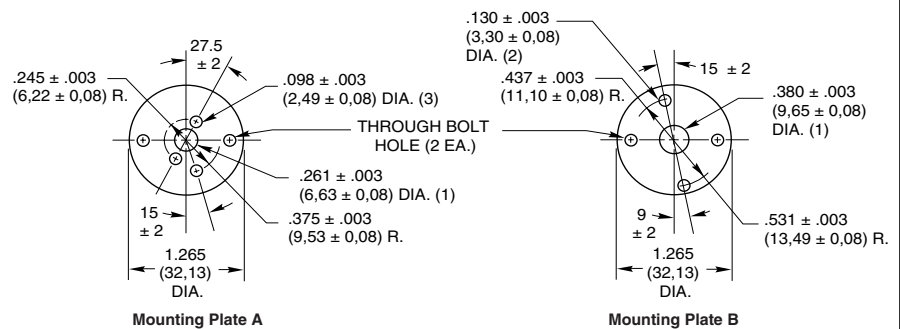 27.5
± 2
.245 ± .003
(6,22 ± 0,08) R.
.098 ± .003
(2,49 ± 0,08) DIA. (3)
THROUGH BOLT
HOLE (2 EA.)
.261 ± .003
(6,63 ± 0,08) DIA. (1)
.375 ± .003
(9,53 ± 0,08) R.
15
± 2
1.265
(32,13)
DIA.
Mounting Plate A
.130 ± .003
(3,30 ± 0,08)
DIA. (2)
15 ± 2
.437 ± .003
(11,10 ± 0,08) R.
.380 ± .003
(9,65 ± 0,08)
DIA. (1)
9
± 2
.531 ± .003
(13,49 ± 0,08) R.
1.265
(32,13)
DIA.
Mounting Plate B